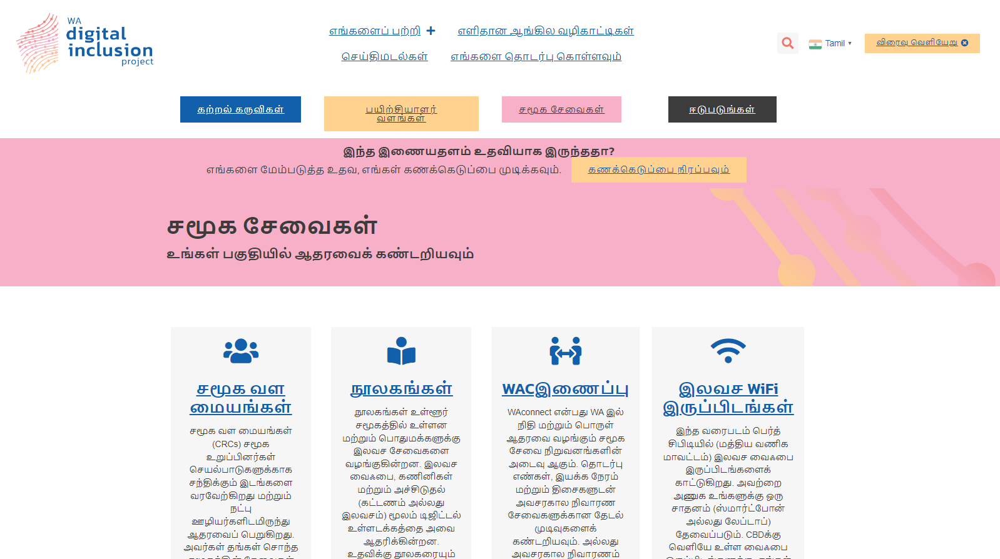 WA
digital
inclusion
project
எங்களைப் பற்றி
எளிதான ஆங்கில வழிகாட்டிகள்
செய்திமடல்கள்
எங்களை தொடர்பு கொள்ளவும்
Tamil
விரைவு வெளியேறு
கற்றல் கருவிகள்
பயிற்சியாளர்
வளங்கள்
சமூக சேவைகள்
ஈடுபடுங்கள்
இந்த இணையதளம் உதவியாக இருந்ததா?
எங்களை மேம்படுத்த உதவ, எங்கள் கணக்கெடுப்பை முடிக்கவும்.
கணக்கெடுப்பை நிரப்பவும்
சமூக சேவைகள்
உங்கள் பகுதியில் ஆதரவைக் கண்டறியவும்
சமூக வள
மையங்கள்
சமூக வள மையங்கள்
(CRCs) சமூக
உறுப்பினர்கள்
செயல்பாடுகளுக்காக
சந்திக்கும் இடங்களை
வரவேற்கிறது மற்றும்
நட்பு
ஊழியர்களிடமிருந்து
ஆதரவைப் பெறுகிறது.
அவர்கள் தங்கள் சொந்த
நூலகங்கள்
நூலகங்கள் உள்ளூர்
சமூகத்தில் உள்ளன
மற்றும் பொதுமக்களுக்கு
இலவச சேவைகளை
வழங்குகின்றன. இலவச
வைஃபை, கணினிகள்
மற்றும் அச்சிடுதல்
(கட்டணம் அல்லது
இலவசம்) மூலம் டிஜிட்டல்
உள்ளடக்கத்தை அவை
ஆதரிக்கின்றன.
உதவிக்கு நூலகரையும்
WACஇணைப்பு
WAconnect என்பது WA இல்
நிதி மற்றும் பொருள்
ஆதரவை வழங்கும் சமூக
சேவை நிறுவனங்களின்
அடைவு ஆகும். தொடர்பு
எண்கள், இயக்க நேரம்
மற்றும் திசைகளுடன்
அவசரகால நிவாரண
சேவைகளுக்கான தேடல்
முடிவுகளைக்
கண்டறியவும். அல்லது
அவசரகால நிவாரணம்
இலவச WiFi
இருப்பிடங்கள்
இந்த வரைபடம் பெர்த்
சிபிடியில் (மத்திய வணிக
மாவட்டம்) இலவச வைஃபை
இருப்பிடங்களைக்
காட்டுகிறது. அவற்றை
அணுக உங்களுக்கு ஒரு
சாதனம் (ஸ்மார்ட்போன்
அல்லது லேப்டாப்)
தேவைப்படும். CBDக்கு
வெளியே உள்ள வைஃபை